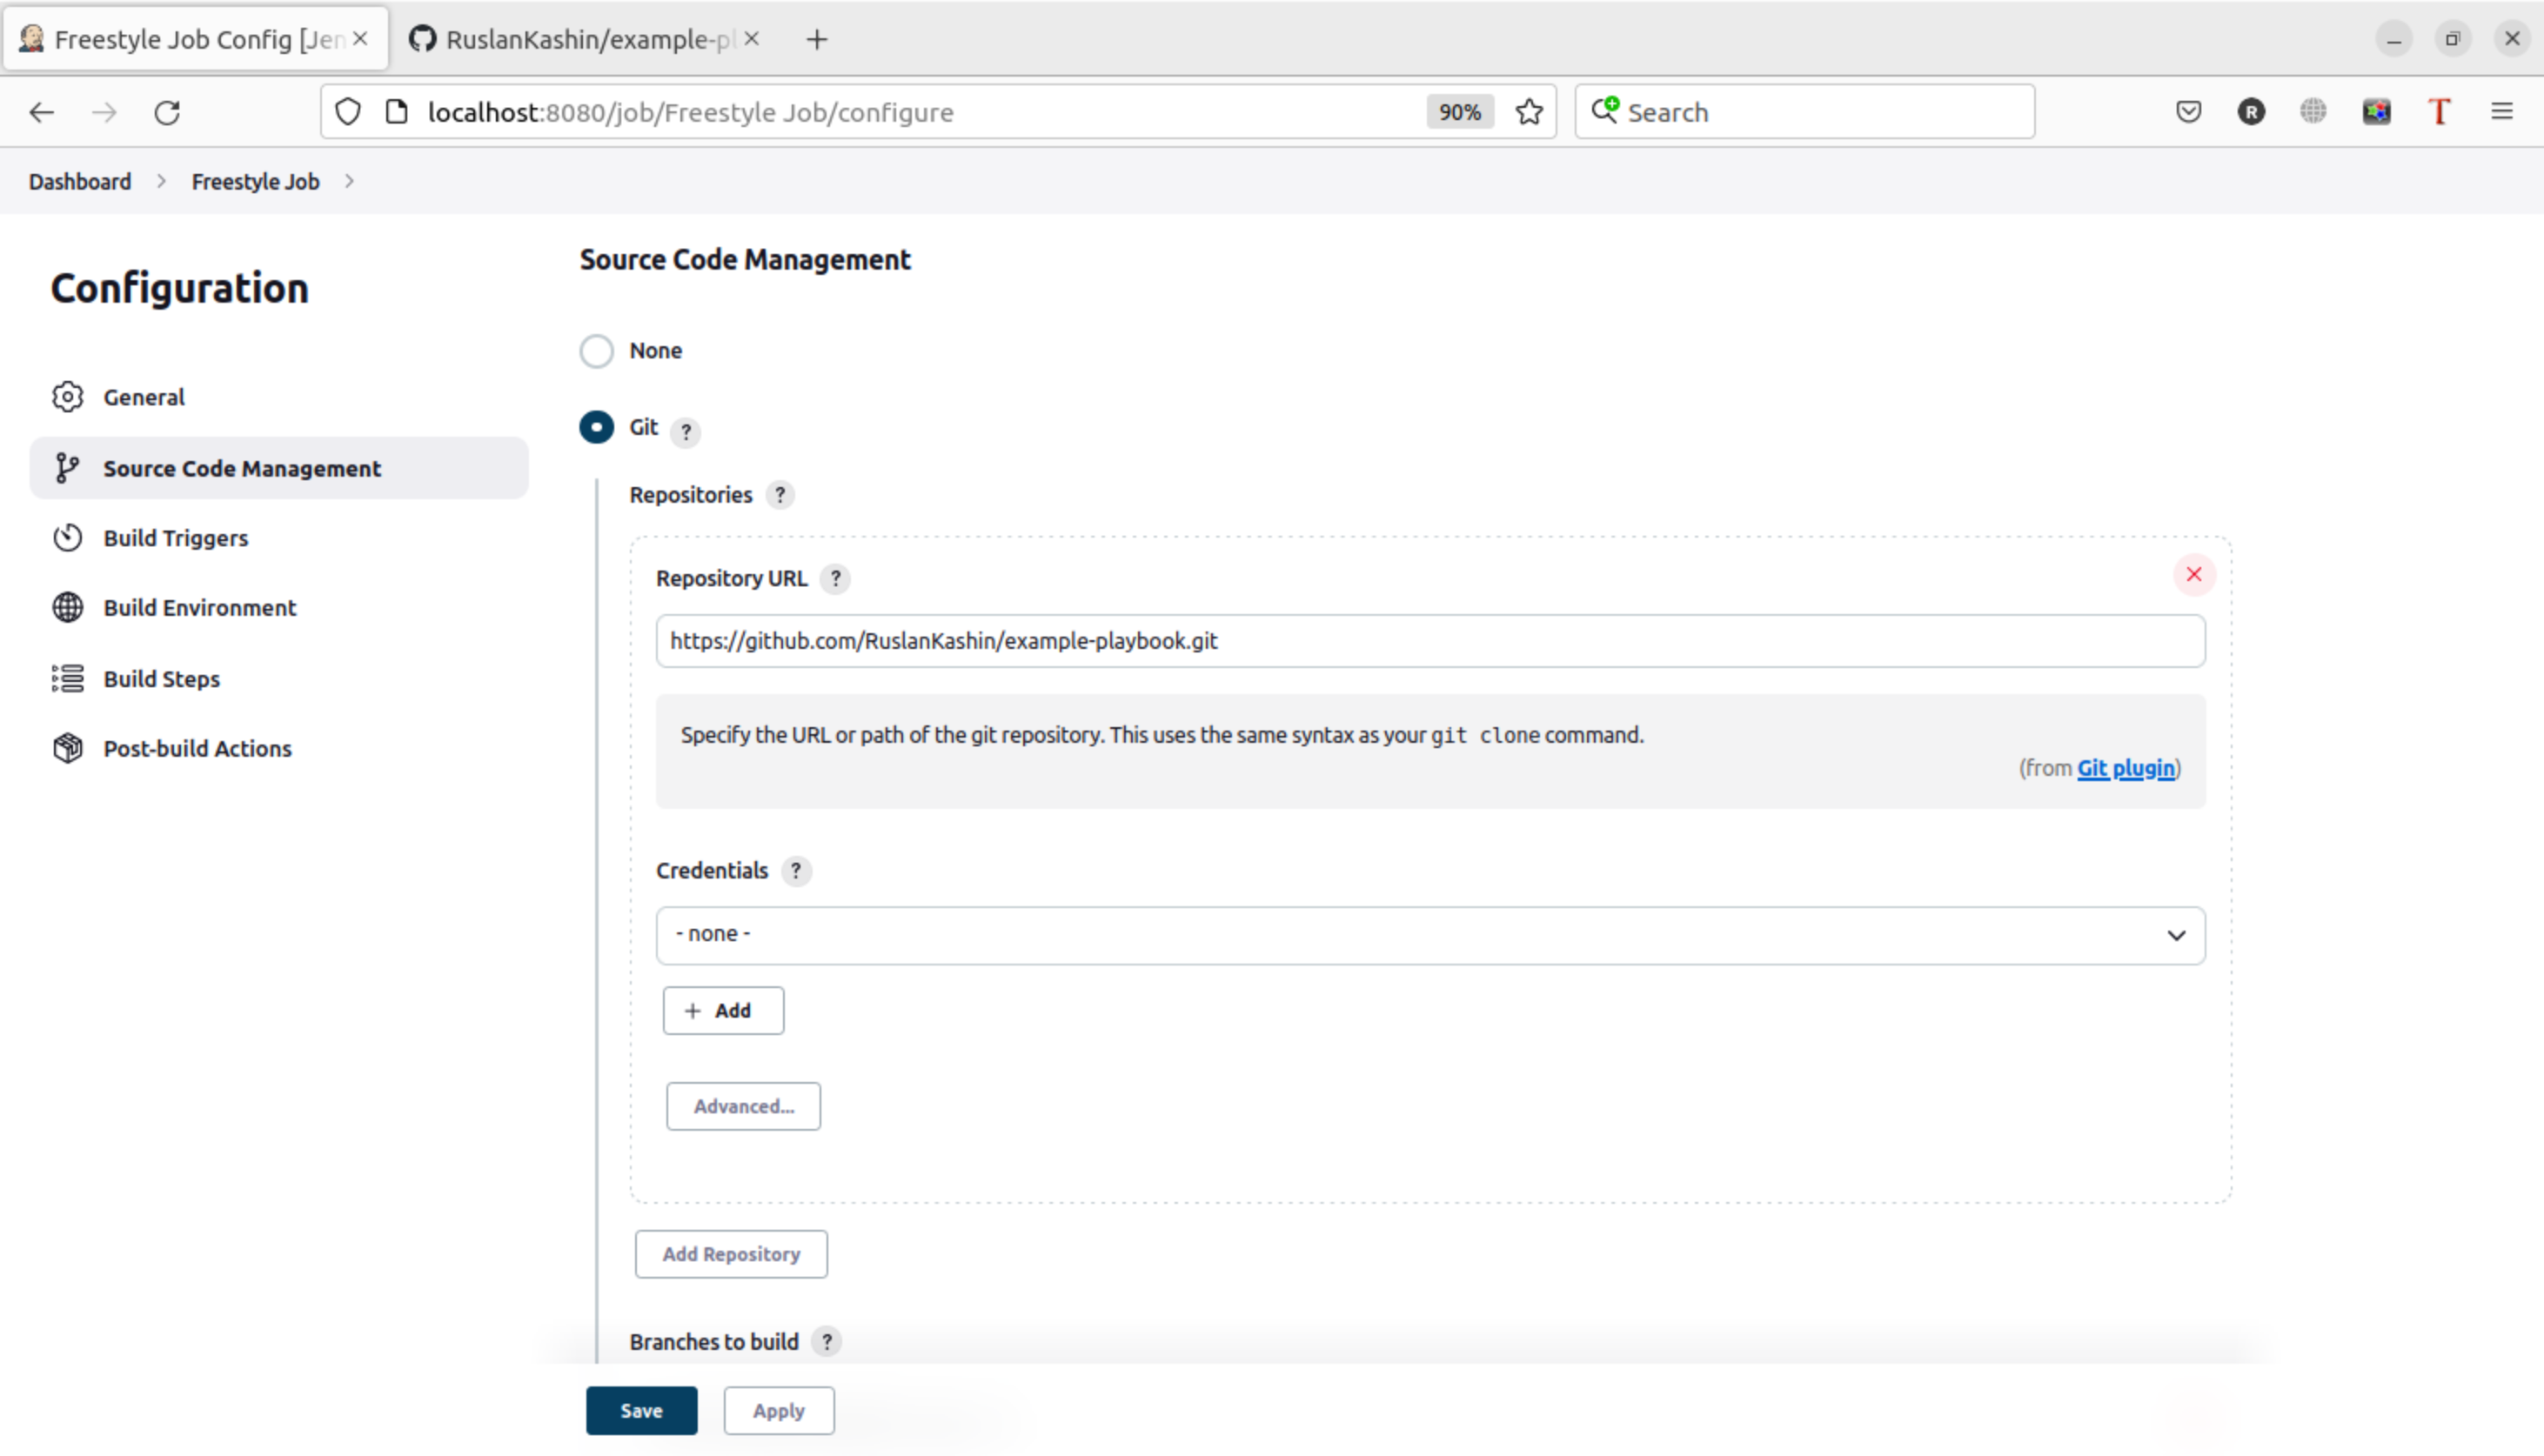 Freestyle Job Config [Jen
RuslanKashin/example-pl
localhost:8080/job/Freestyle Job/configure
90%
Search
R
T
Dashboard > Freestyle Job >
Configuration
General
Source Code Management
Build Triggers
Build Environment
Build Steps
Post-build Actions
Source Code Management
None
Git ?
Repositories ?
Repository URL ?
https://github.com/RuslanKashin/example-playbook.git
Specify the URL or path of the git repository. This uses the same syntax as your git clone command.
(from Git plugin)
Credentials ?
- none -
+ Add
Advanced...
Add Repository
Branches to build ?
Save
Apply